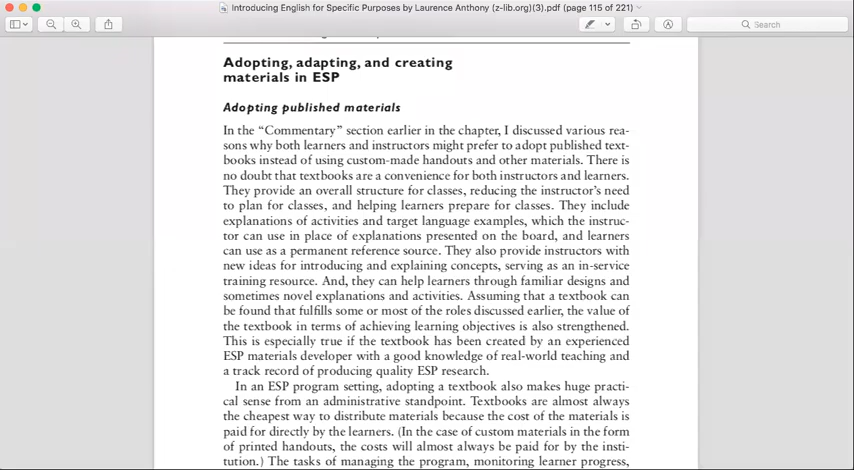 Introducing English for Specific Purposes by Laurence Anthony (z-lib.org)(3).pdf (page 115 of 221)
Search
Adopting, adapting, and creating
materials in ESP
Adopting published materials
In the “Commentary” section earlier in the chapter, I discussed various rea-
sons why both learners and instructors might prefer to adopt published text-
books instead of using custom-made handouts and other materials. There is
no doubt that textbooks are a convenience for both instructors and learners.
They provide an overall structure for classes, reducing the instructor’s need
to plan for classes, and helping learners prepare for classes. They include
explanations of activities and target language examples, which the instruc-
tor can use in place of explanations presented on the board, and learners
can use as a permanent reference source. They also provide instructors with
new ideas for introducing and explaining concepts, serving as an in-service
training resource. And, they can help learners through familiar designs and
sometimes novel explanations and activities. Assuming that a textbook can
be found that fulfills some or most of the roles discussed earlier, the value of
the textbook in terms of achieving learning objectives is also strengthened.
This is especially true if the textbook has been created by an experienced
ESP materials developer with a good knowledge of real-world teaching and
a track record of producing quality ESP research.
In an ESP program setting, adopting a textbook also makes huge practi-
cal sense from an administrative standpoint. Textbooks are almost always
the cheapest way to distribute materials because the cost of the materials is
paid for directly by the learners. (In the case of custom materials in the form
of printed handouts, the costs will almost always be paid for by the insti-
tution.) The tasks of managing the program, monitoring learner progress,